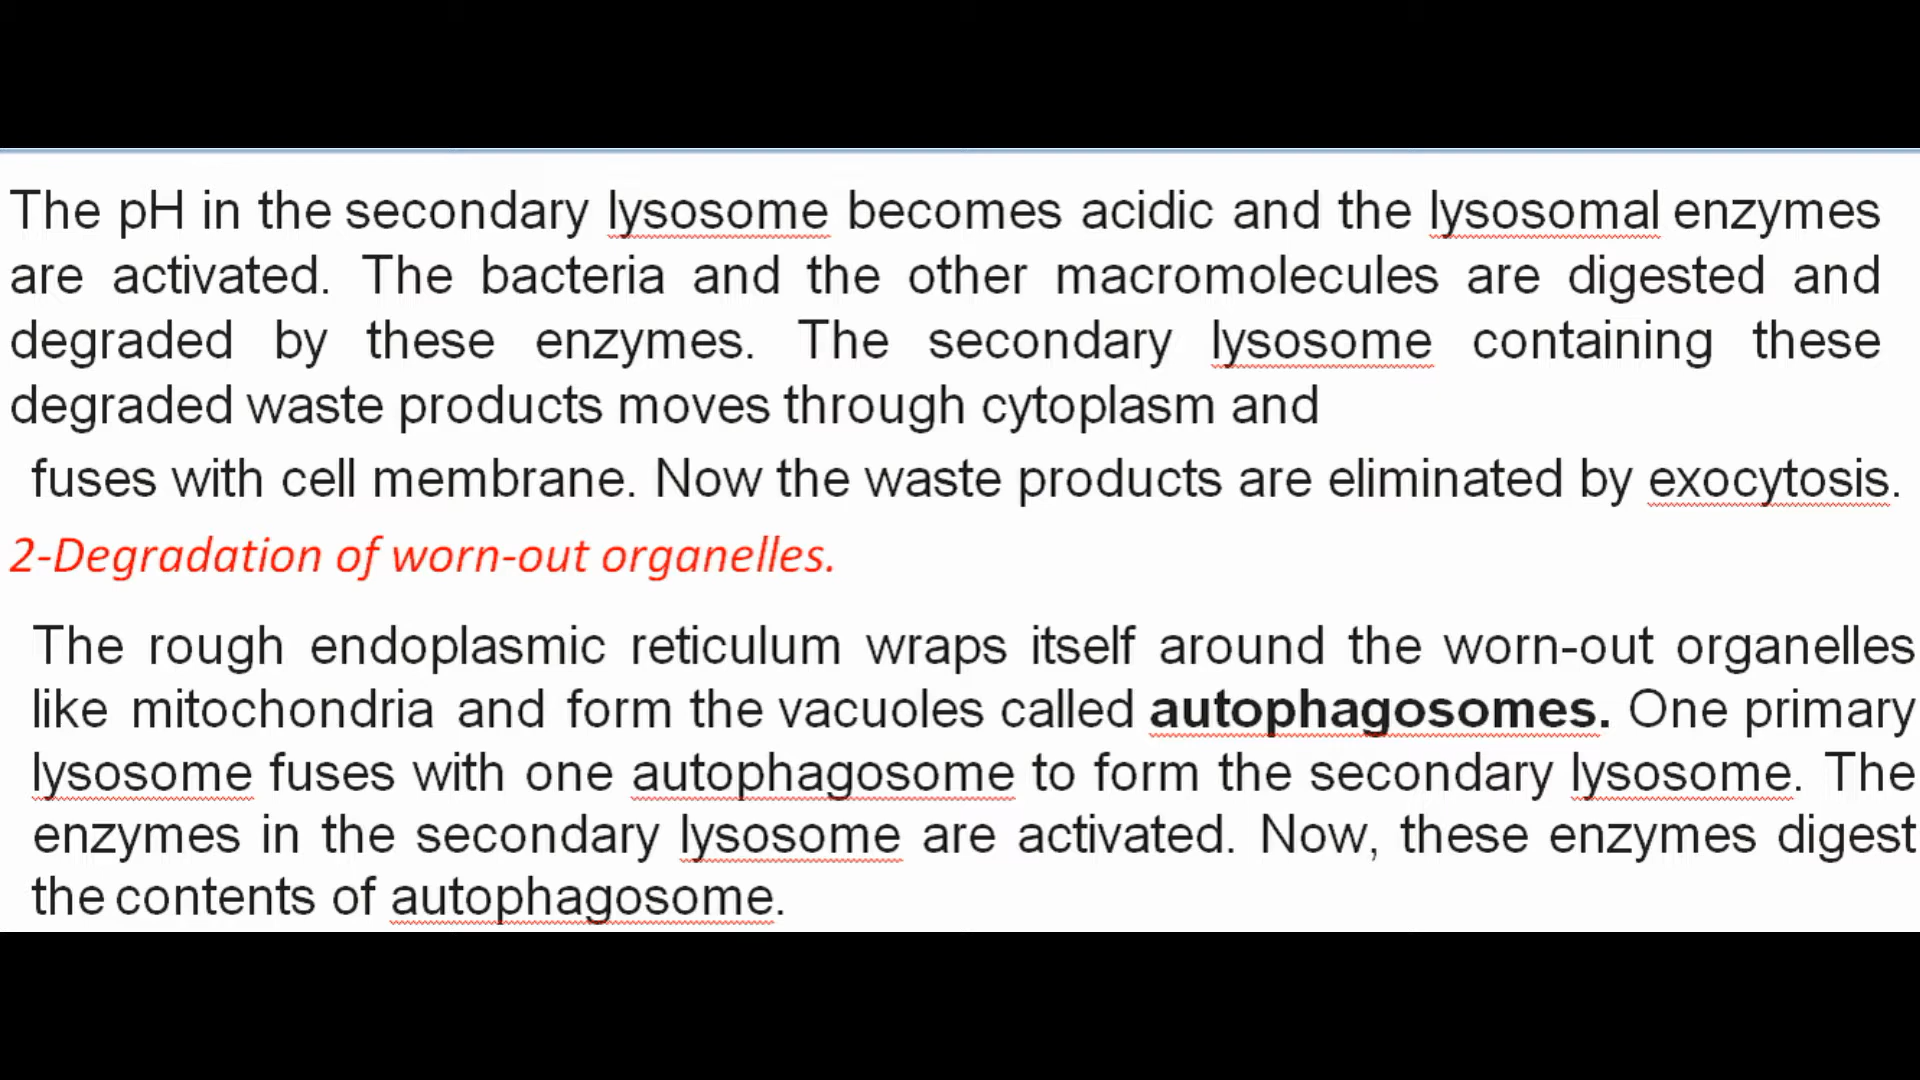 The pH in the secondary lysosome becomes acidic and the lysosomal enzymes
are activated. The bacteria and the other macromolecules are digested and
degraded by these enzymes. The secondary lysosome containing these
degraded waste products moves through cytoplasm and
fuses with cell membrane. Now the waste products are eliminated by exocytosis.
2-Degradation of worn-out organelles.
The rough endoplasmic reticulum wraps itself around the worn-out organelles
like mitochondria and form the vacuoles called autophagosomes. One primary
lysosome fuses with one autophagosome to form the secondary lysosome. The
enzymes in the secondary lysosome are activated. Now, these enzymes digest
the contents of autophagosome.